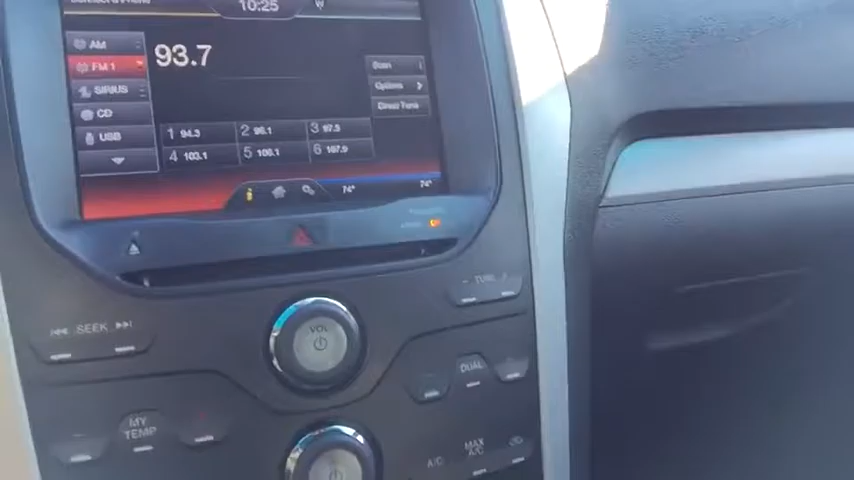 10:25
AM
93.7
FM 1
Scan
SIRIUS
Options
CD
Direct Tune
USB
1 94.3 2 96.1 3 97.3
4 103.1 5 106.1 6 107.9
74° 74°
TUNE
SEEK
VOL
DUAL
MY TEMP
A/C
MAX A/C